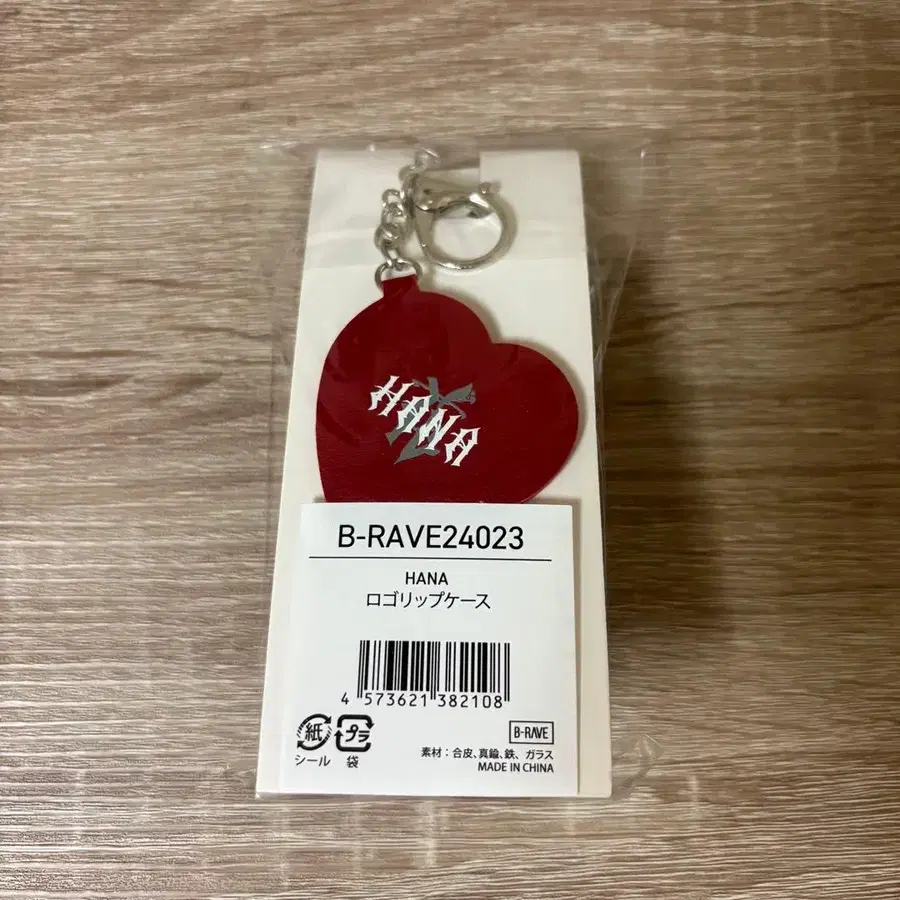 HANA
B-RAVE24023
HANA
ロゴリップケース
4 573621 382108
紙 プラ B-RAVE
シール 袋 素材：合皮、真鍮、鉄、ガラス
MADE IN CHINA